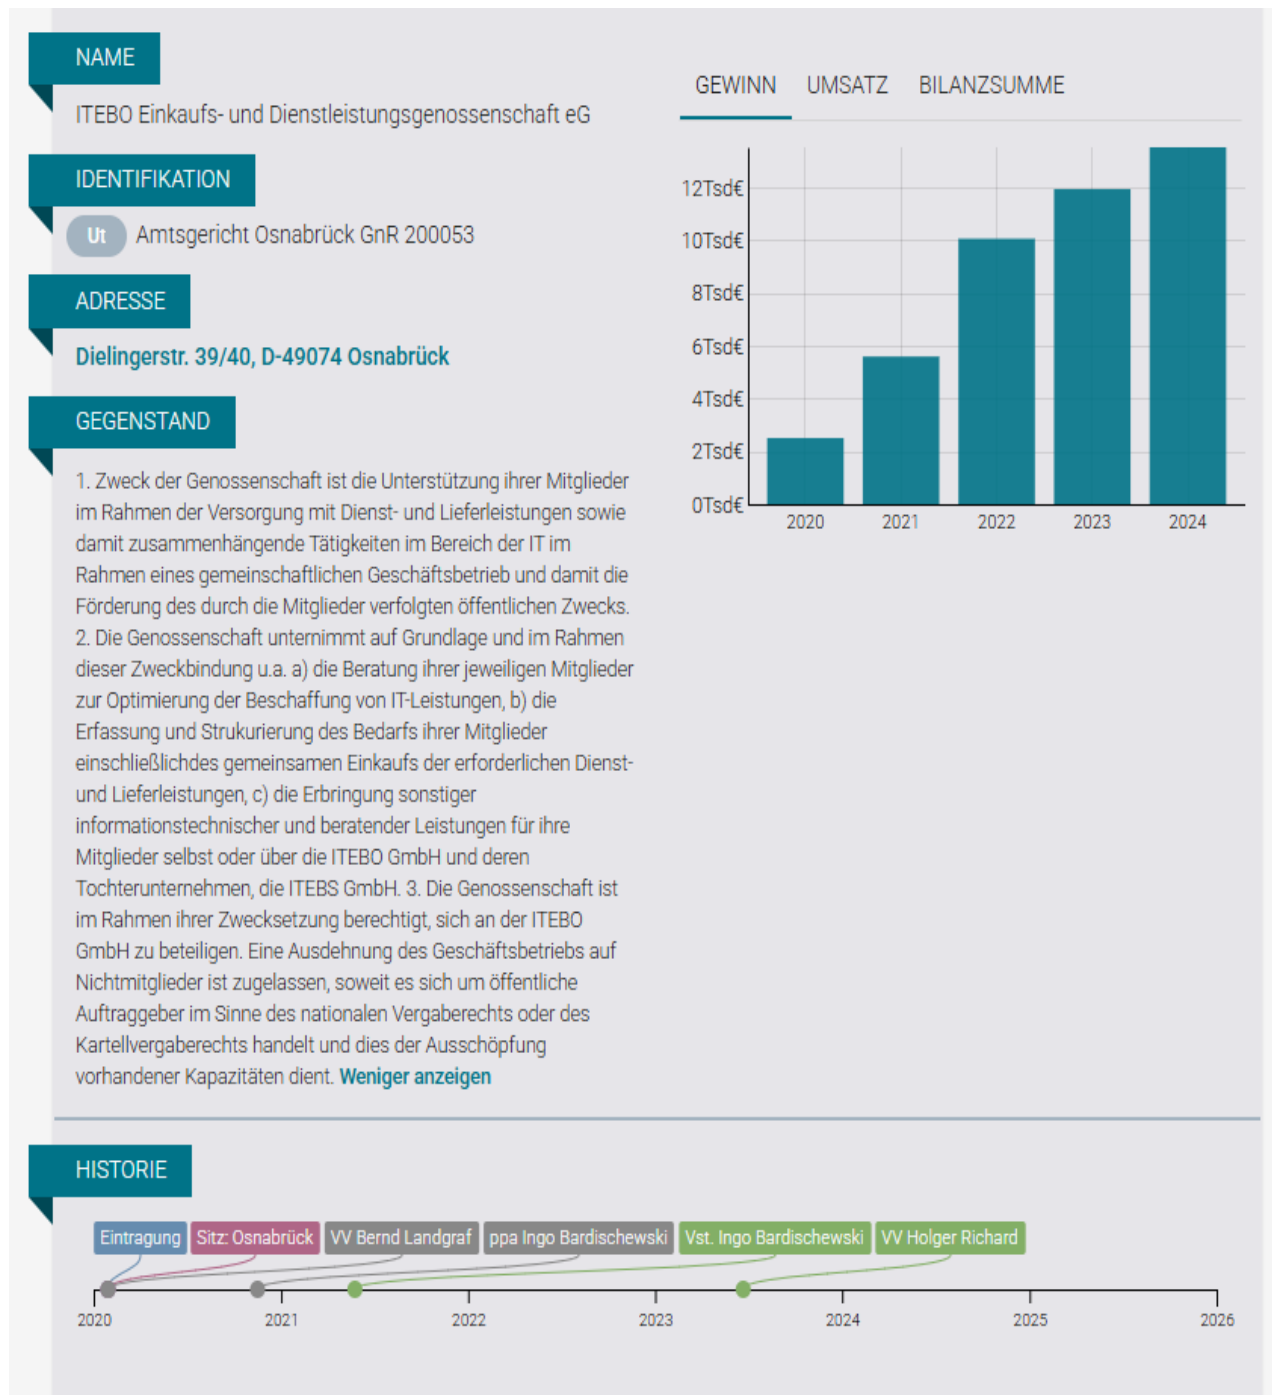 NAME
ITEBO Einkaufs- und Dienstleistungsgenossenschaft eG
IDENTIFIKATION
Ut Amtsgericht Osnabrück GnR 200053
ADRESSE
Dielingerstr. 39/40, D-49074 Osnabrück
GEGENSTAND
1. Zweck der Genossenschaft ist die Unterstützung ihrer Mitglieder
im Rahmen der Versorgung mit Dienst- und Lieferleistungen sowie
damit zusammenhängende Tätigkeiten im Bereich der IT im
Rahmen eines gemeinschaftlichen Geschäftsbetrieb und damit die
Förderung des durch die Mitglieder verfolgten öffentlichen Zwecks.
2. Die Genossenschaft unternimmt auf Grundlage und im Rahmen
dieser Zweckbindung u.a. a) die Beratung ihrer jeweiligen Mitglieder
zur Optimierung der Beschaffung von IT-Leistungen, b) die
Erfassung und Strukurierung des Bedarfs ihrer Mitglieder
einschließlichdes gemeinsamen Einkaufs der erforderlichen Dienst-
und Lieferleistungen, c) die Erbringung sonstiger
informationstechnischer und beratender Leistungen für ihre
Mitglieder selbst oder über die ITEBO GmbH und deren
Tochterunternehmen, die ITEBS GmbH. 3. Die Genossenschaft ist
im Rahmen ihrer Zwecksetzung berechtigt, sich an der ITEBO
GmbH zu beteiligen. Eine Ausdehnung des Geschäftsbetriebs auf
Nichtmitglieder ist zugelassen, soweit es sich um öffentliche
Auftraggeber im Sinne des nationalen Vergaberechts oder des
Kartellvergaberechts handelt und dies der Ausschöpfung
vorhandener Kapazitäten dient. Weniger anzeigen
GEWINN UMSATZ BILANZSUMME
12Tsd€
10Tsd€
8Tsd€
6Tsd€
4Tsd€
2Tsd€
0Tsd€
2020 2021 2022 2023 2024
HISTORIE
Eintragung Sitz: Osnabrück VV Bernd Landgraf ppa Ingo Bardischewski Vst. Ingo Bardischewski VV Holger Richard
2020 2021 2022 2023 2024 2025 2026